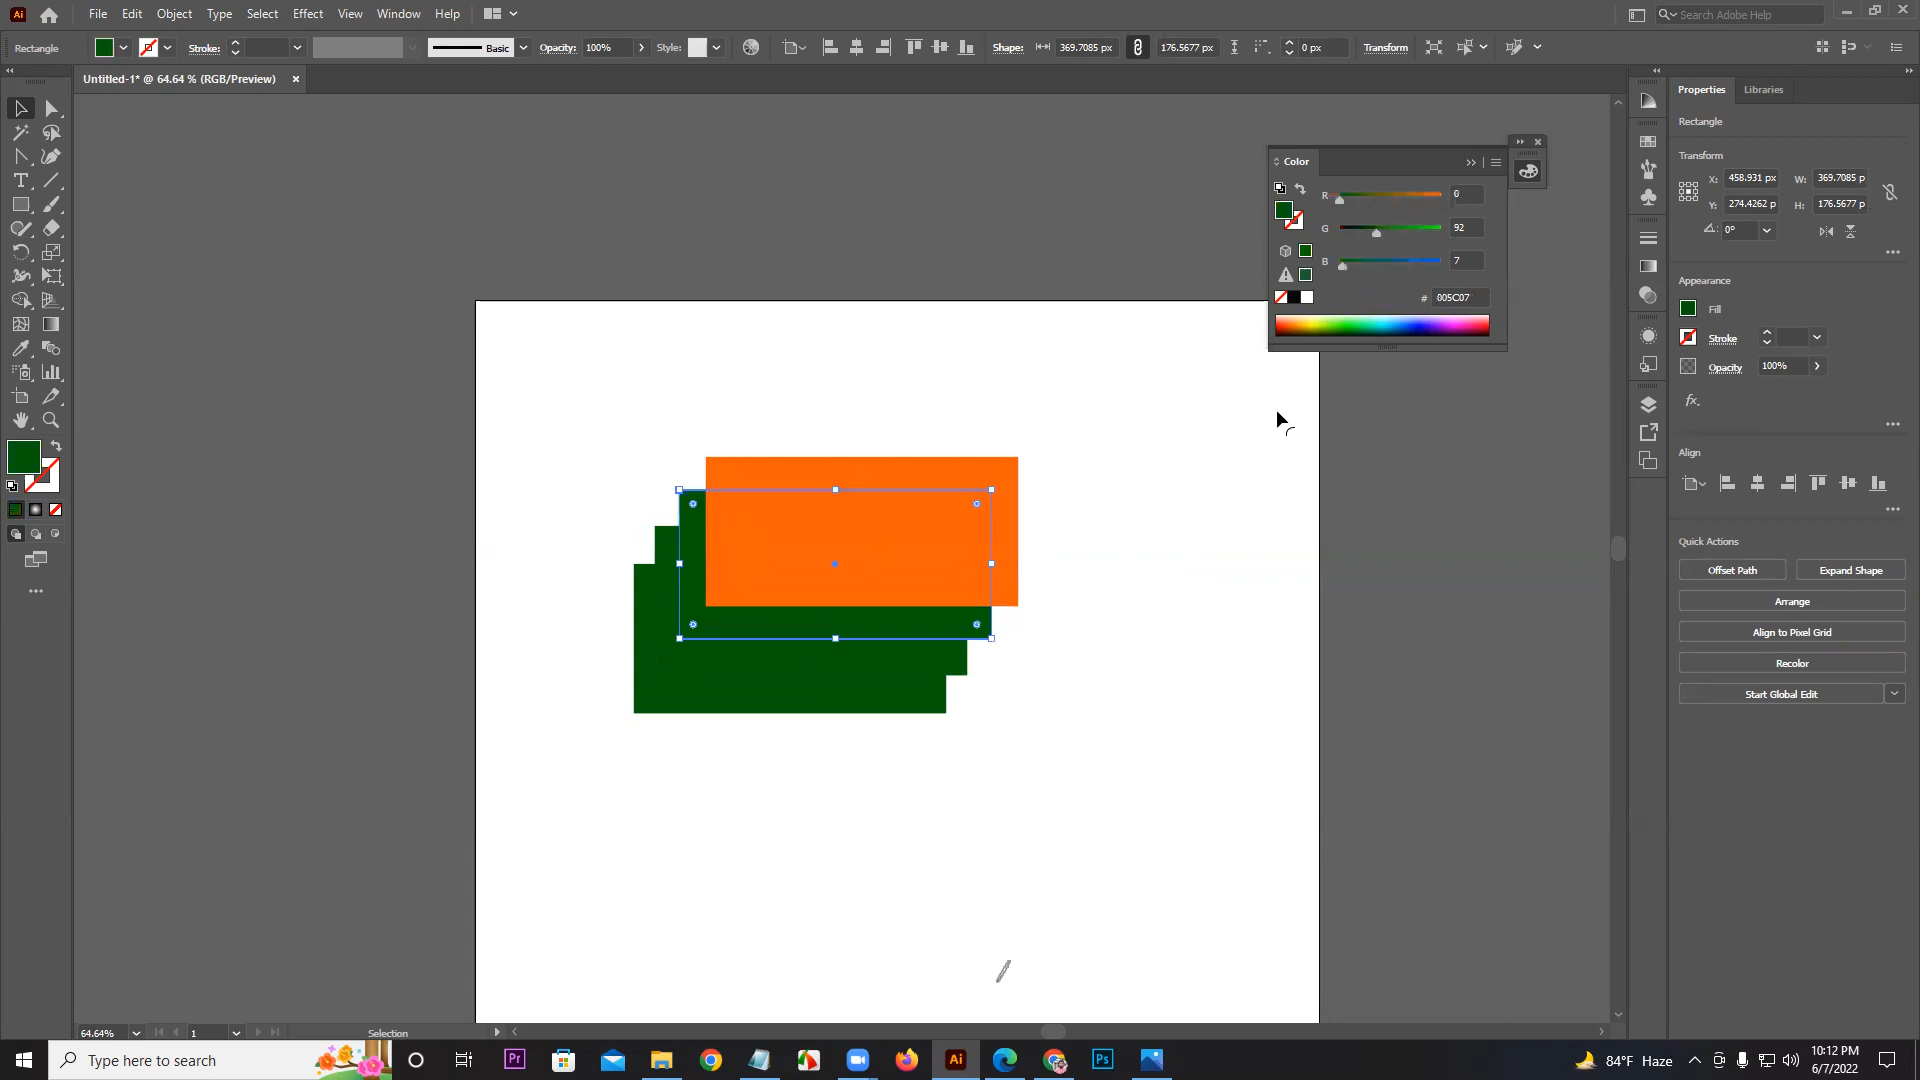 Ai File Edit Object Type Select Effect View Window Help Search Adobe Help
Rectangle Stroke: Basic Opacity: 100% Style: Shape: 369.7085 px 176.5677 px 0 px Transform
Untitled-1* @ 64.64 % (RGB/Preview)
Properties Libraries
Rectangle
Transform
X: 458.931 px W: 369.7085 p
Y: 274.4262 p H: 176.5677 p
0°
Appearance
Fill
Stroke
Opacity 100%
fx.
Align
Quick Actions
Offset Path Expand Shape
Arrange
Align to Pixel Grid
Recolor
Start Global Edit
Color
R 0
G 92
B 7
# 005C07
64.64% 1 Selection
Type here to search Pr Ai Ps 84°F Haze 10:12 PM
6/7/2022